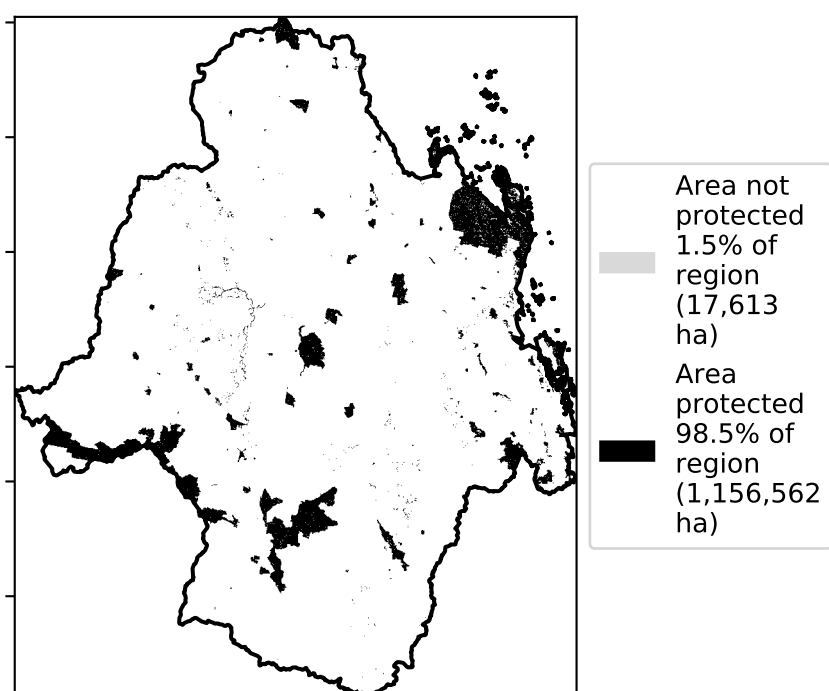 Area not
protected
1.5% of
region
(17,613
ha)
Area
protected
98.5% of
region
(1,156,562
ha)